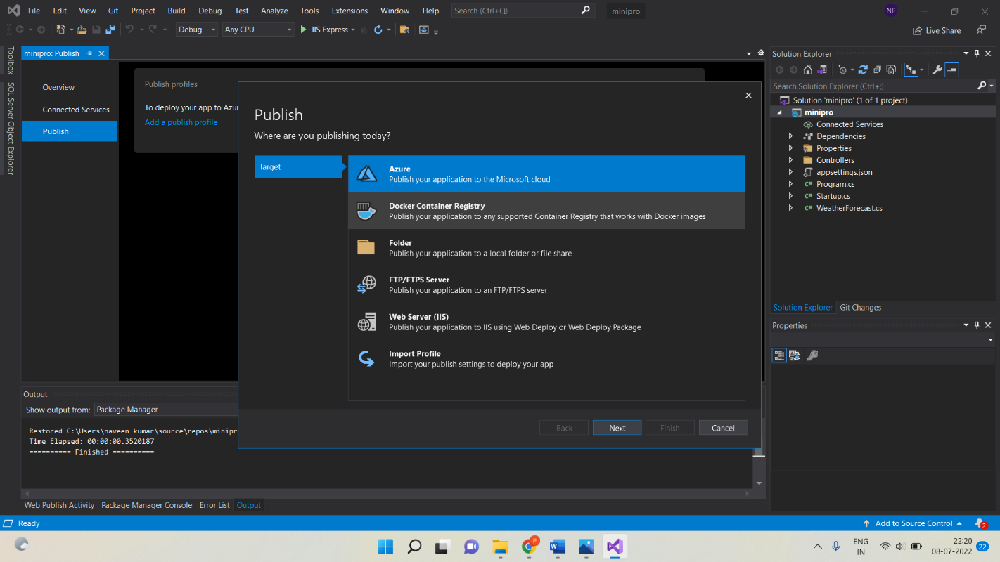 File Edit View Git Project Build Debug Test Analyze Tools Extensions Window Help Search (Ctrl+Q) minipro NP
Debug Any CPU IIS Express Live Share
Toolbox
SQL Server Object Explorer
minipro: Publish
Overview
Connected Services
Publish
Publish profiles
To deploy your app to Azu
Add a publish profile
Publish
Where are you publishing today?
Target
Azure
Publish your application to the Microsoft cloud
Docker Container Registry
Publish your application to any supported Container Registry that works with Docker images
Folder
Publish your application to a local folder or file share
FTP/FTPS Server
Publish your application to an FTP/FTPS server
Web Server (IIS)
Publish your application to IIS using Web Deploy or Web Deploy Package
Import Profile
Import your publish settings to deploy your app
Back Next Finish Cancel
Solution Explorer
Search Solution Explorer (Ctrl+;)
Solution 'minipro' (1 of 1 project)
minipro
Connected Services
Dependencies
Properties
Controllers
appsettings.json
C# Program.cs
C# Startup.cs
C# WeatherForecast.cs
Solution Explorer Git Changes
Properties
Output
Show output from: Package Manager
Restored C:\Users\naveen kumar\source\repos\minipr
Time Elapsed: 00:00:00.3520187
========== Finished ==========
Web Publish Activity Package Manager Console Error List Output
Ready Add to Source Control 2
P W
ENG
IN
22:20
08-07-2022
22